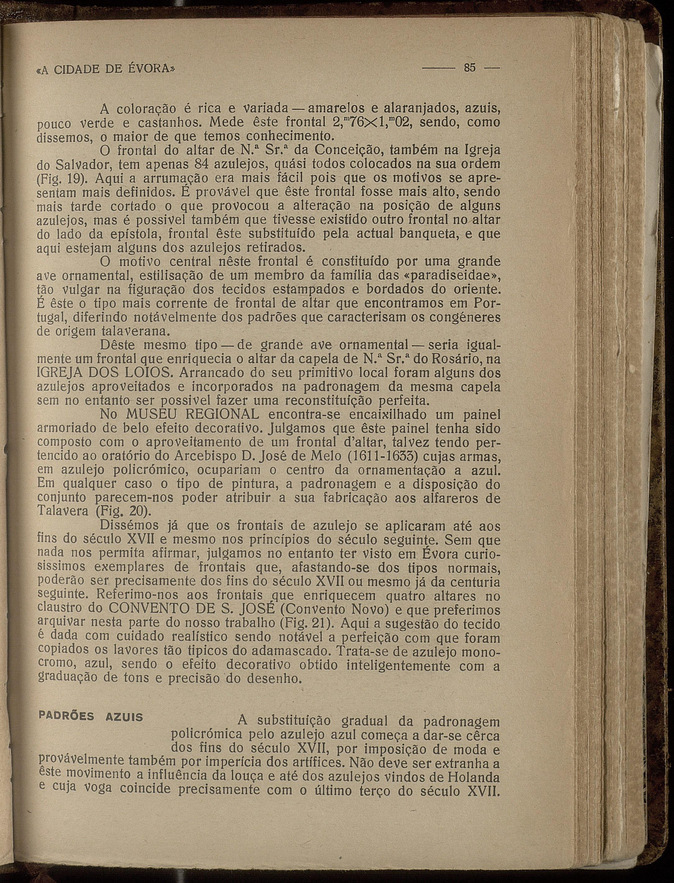 «A CIDADE DE ÉVORA» —— 85 —
A coloração é rica e variada — amarelos e alaranjados, azuis,
pouco verde e castanhos. Mede êste frontal 2,ᵐ76×1,ᵐ02, sendo, como
dissemos, o maior de que temos conhecimento.
O frontal do altar de N.ª Sr.ª da Conceição, também na Igreja
do Salvador, tem apenas 84 azulejos, quási todos colocados na sua ordem
(Fig. 19). Aqui a arrumação era mais fácil pois que os motivos se apre-
sentam mais definidos. É provável que êste frontal fosse mais alto, sendo
mais tarde cortado o que provocou a alteração na posição de alguns
azulejos, mas é possivel também que tivesse existido outro frontal no altar
do lado da epístola, frontal êste substituído pela actual banqueta, e que
aqui estejam alguns dos azulejos retirados.
O motivo central nêste frontal é constituído por uma grande
ave ornamental, estilisação de um membro da família das «paradiseidae»,
tão vulgar na figuração dos tecidos estampados e bordados do oriente.
É êste o tipo mais corrente de frontal de altar que encontramos em Por-
tugal, diferindo notávelmente dos padrões que caracterisam os congéneres
de origem talaverana.
Dêste mesmo tipo — de grande ave ornamental — seria igual-
mente um frontal que enriquecia o altar da capela de N.ª Sr.ª do Rosário, na
IGREJA DOS LOIOS. Arrancado do seu primitivo local foram alguns dos
azulejos aproveitados e incorporados na padronagem da mesma capela
sem no entanto ser possivel fazer uma reconstituíção perfeita.
No MUSEU REGIONAL encontra-se encaixilhado um painel
armoriado de belo efeito decorativo. Julgamos que êste painel tenha sido
composto com o aproveitamento de um frontal d'altar, talvez tendo per-
tencido ao oratório do Arcebispo D. José de Melo (1611-1633) cujas armas,
em azulejo policrómico, ocupariam o centro da ornamentação a azul.
Em qualquer caso o tipo de pintura, a padronagem e a disposição do
conjunto parecem-nos poder atribuir a sua fabricação aos alfareros de
Talavera (Fig. 20).
Dissémos já que os frontais de azulejo se aplicaram até aos
fins do século XVII e mesmo nos princípios do século seguinte. Sem que
nada nos permita afirmar, julgamos no entanto ter visto em Évora curio-
sissimos exemplares de frontais que, afastando-se dos tipos normais,
poderão ser precisamente dos fins do século XVII ou mesmo já da centuria
seguinte. Referimo-nos aos frontais que enriquecem quatro altares no
claustro do CONVENTO DE S. JOSÉ (Convento Novo) e que preferimos
arquivar nesta parte do nosso trabalho (Fig. 21). Aqui a sugestão do tecido
é dada com cuidado realístico sendo notável a perfeição com que foram
copiados os lavores tão tipicos do adamascado. Trata-se de azulejo mono-
cromo, azul, sendo o efeito decorativo obtido inteligentemente com a
graduação de tons e precisão do desenho.
PADRÕES AZUIS A substituíção gradual da padronagem
policrómica pelo azulejo azul começa a dar-se cêrca
dos fins do século XVII, por imposição de moda e
provávelmente também por imperícia dos artífices. Não deve ser extranha a
êste movimento a influência da louça e até dos azulejos vindos de Holanda
e cuja voga coincide precisamente com o último terço do século XVII.